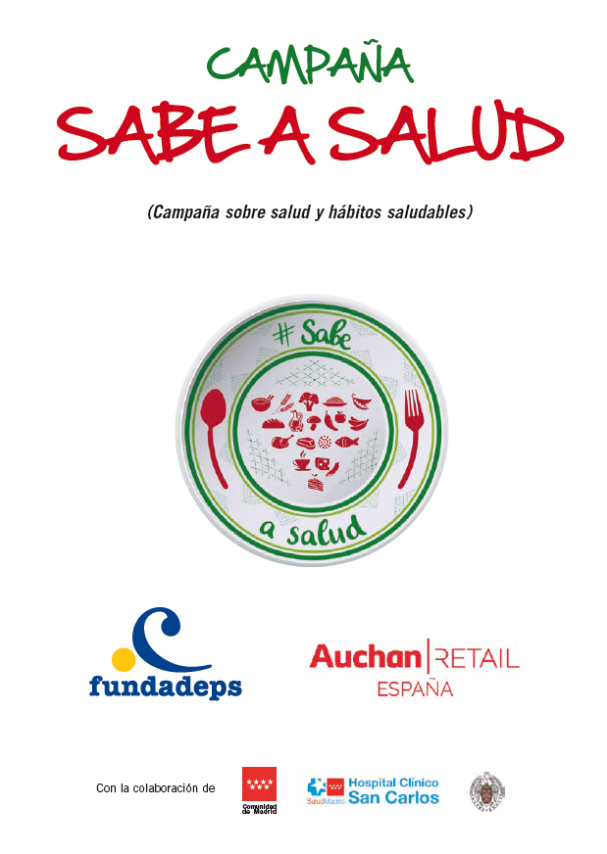 CAMPAÑA
SABE A SALUD
(Campaña sobre salud y hábitos saludables)
# Sabe
a salud
fundadeps
Auchan RETAIL
ESPAÑA
Con la colaboración de
Comunidad
de Madrid
SaludMadrid
Hospital Clínico
San Carlos